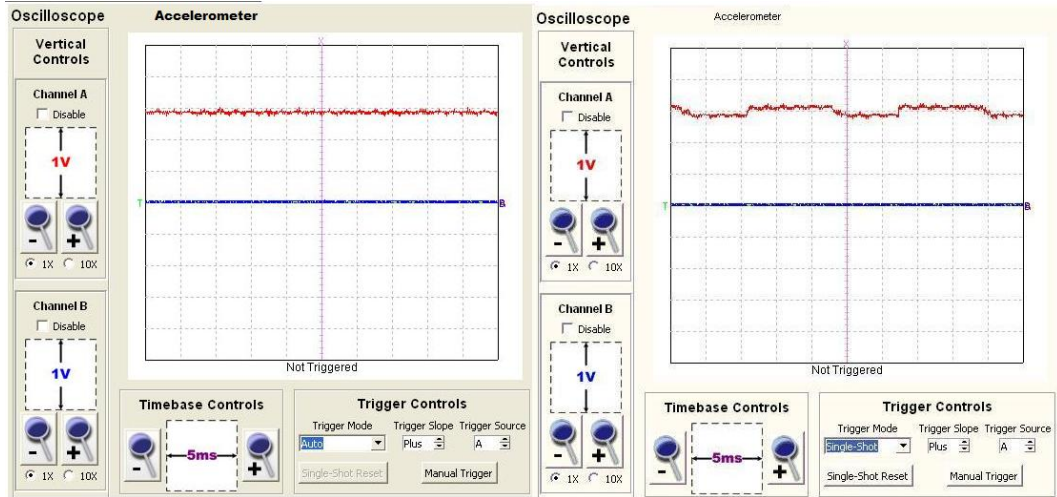 Oscilloscope
Accelerometer
Vertical
Controls
Channel A
Disable
1V
-
+
1X
10X
Channel B
Disable
1V
-
+
1X
10X
X
T
B
Not Triggered
Timebase Controls
-
5ms
+
Trigger Controls
Trigger Mode
Trigger Slope
Trigger Source
Auto
Plus
A
Single-Shot Reset
Manual Trigger
Oscilloscope
Accelerometer
Vertical
Controls
Channel A
Disable
1V
-
+
1X
10X
Channel B
Disable
1V
-
+
1X
10X
X
T
B
Not Triggered
Timebase Controls
-
5ms
+
Trigger Controls
Trigger Mode
Trigger Slope
Trigger Source
Single-Shot
Plus
A
Single-Shot Reset
Manual Trigger